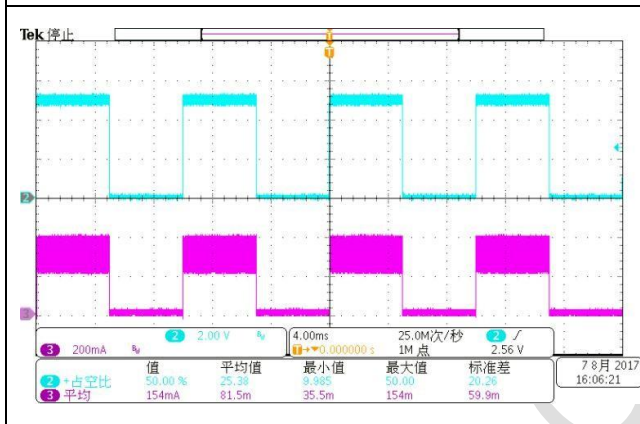 Tek 停止
T
T
2
3
2 2.00 V Bw 4.00ms 25.0M次/秒 2
3 200mA Bw T→▼0.000000 s 1M 点 2.56 V
值 平均值 最小值 最大值 标准差
2 +占空比 50.00 % 25.38 9.985 50.00 20.26
3 平均 154mA 81.5m 35.5m 154m 59.9m
7 8月 2017
16:06:21